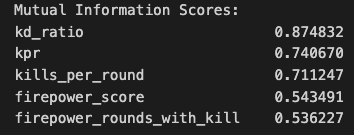 Mutual Information Scores:
kd_ratio 0.874832
kpr 0.740670
kills_per_round 0.711247
firepower_score 0.543491
firepower_rounds_with_kill 0.536227